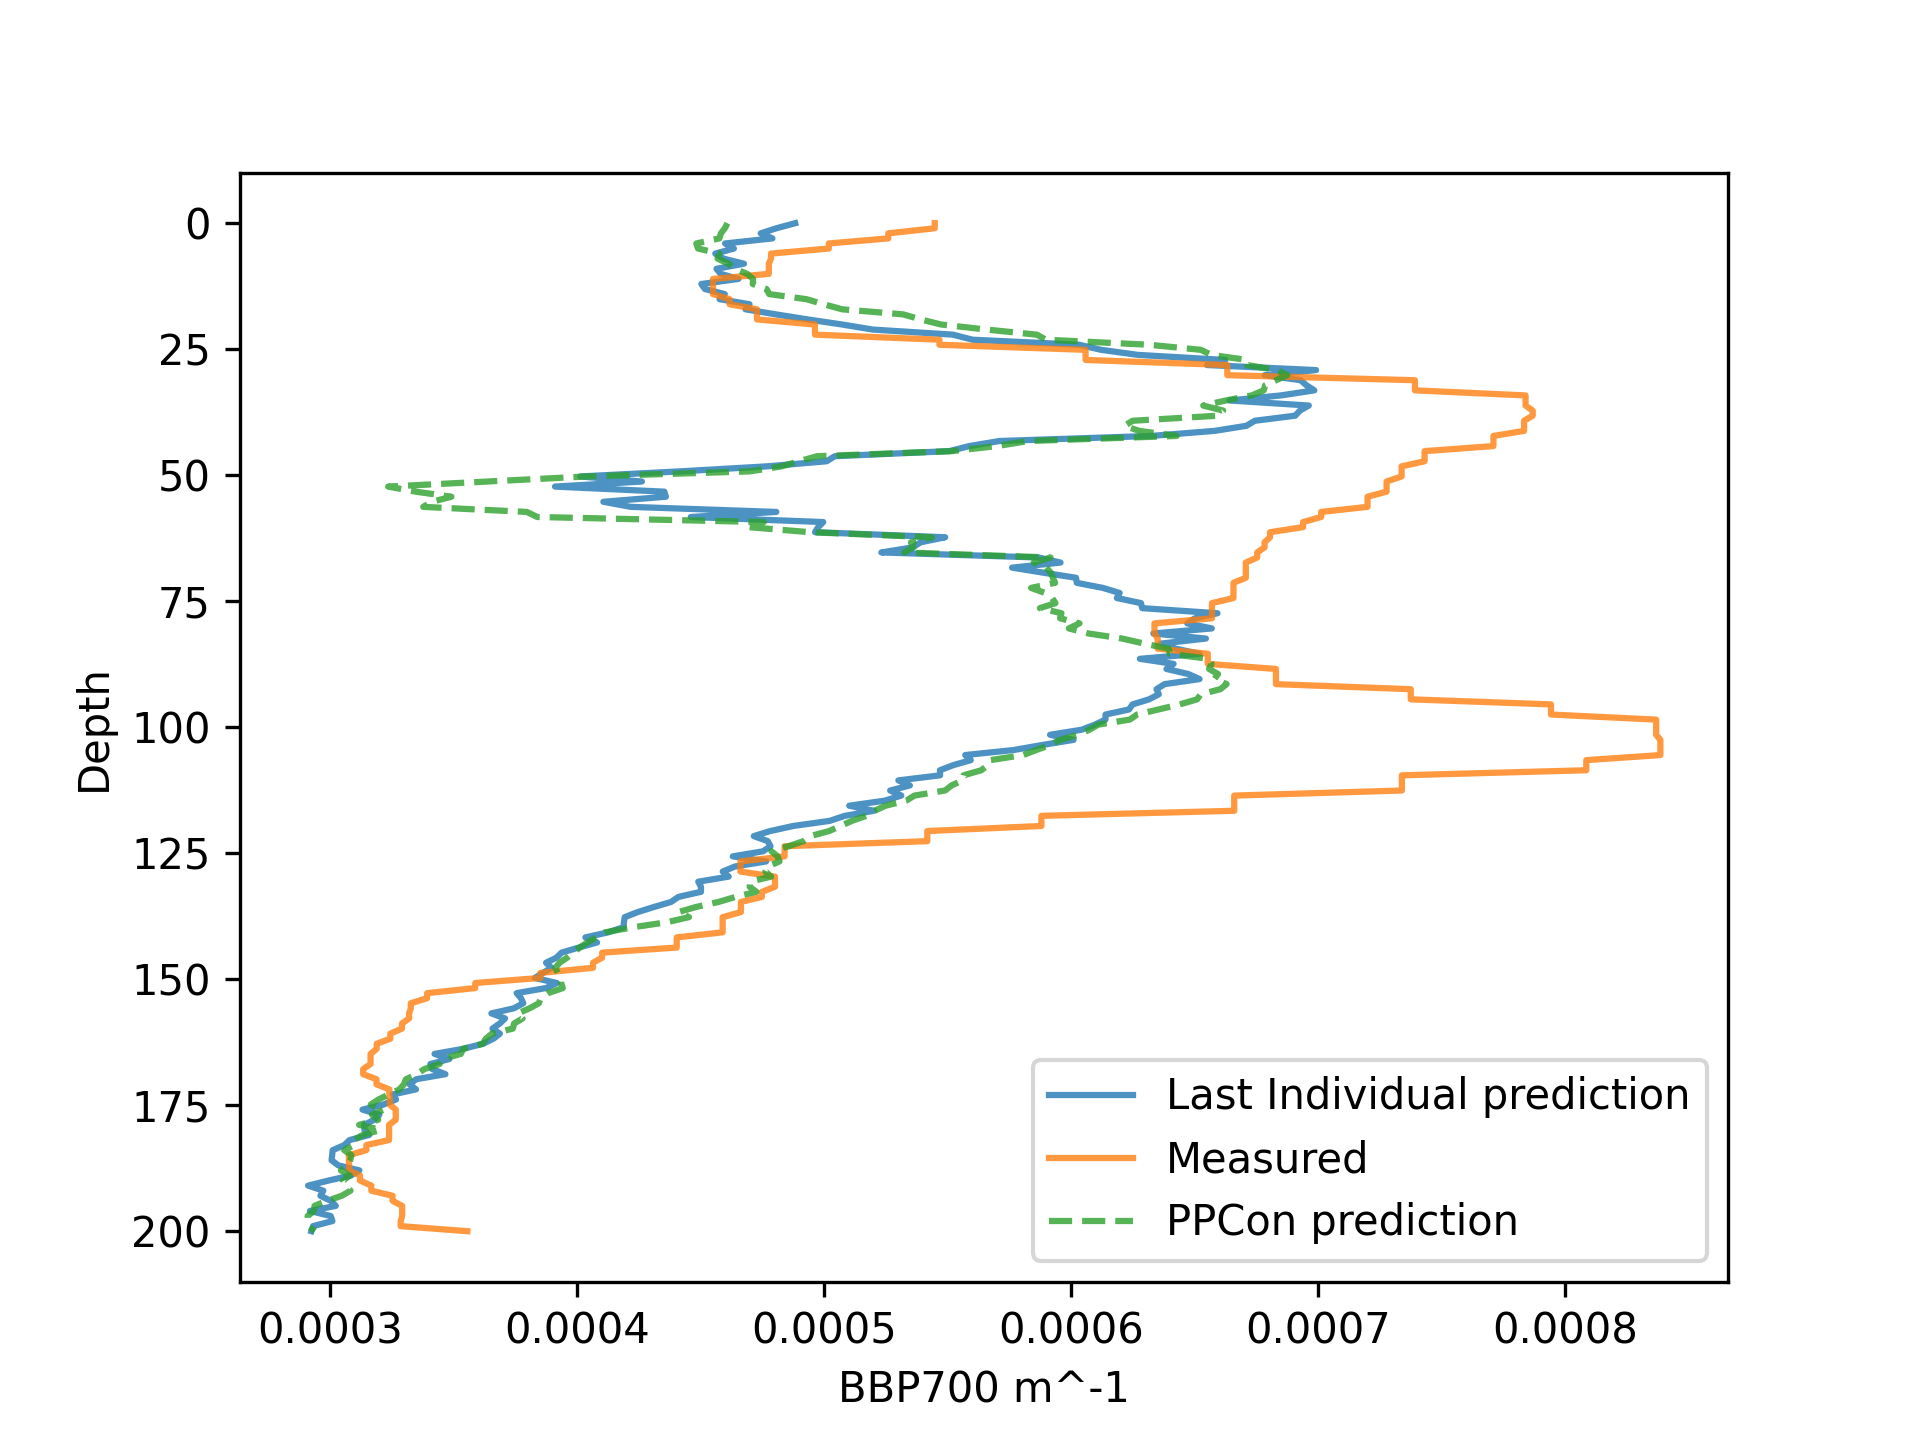 0
25
50
75
100
125
150
175
200
Depth
0.0003 0.0004 0.0005 0.0006 0.0007 0.0008
BBP700 m^-1
Last Individual prediction
Measured
PPCon prediction